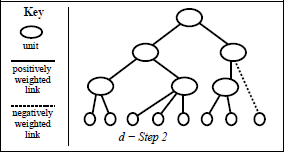 Key
unit
positively
weighted
link
negatively
weighted
link
d – Step 2